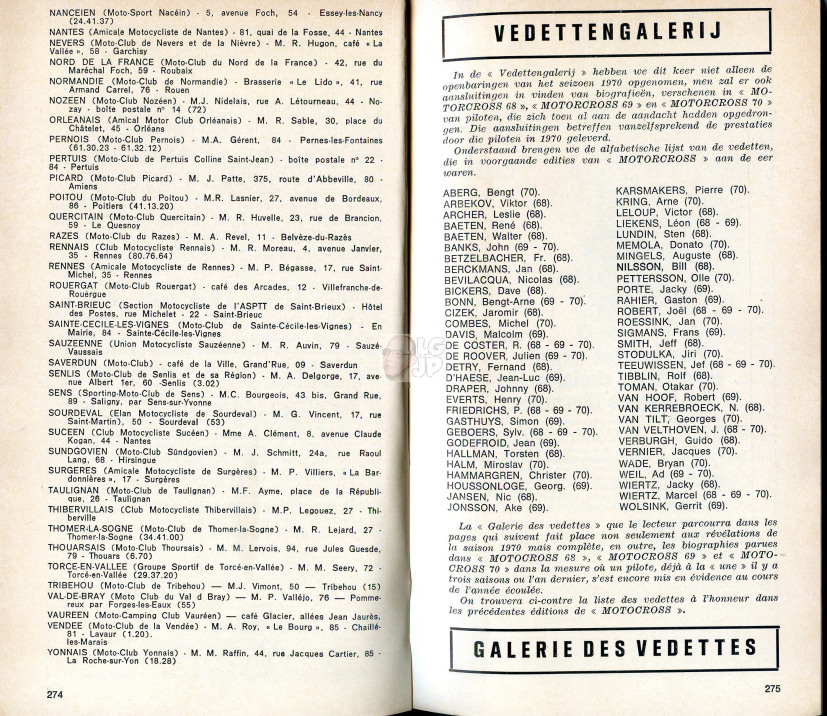 NANCEIEN (Moto-Sport Nacéin) - 5, avenue Foch, 54 - Essey-les-Nancy
(24.41.37)
NANTES (Amicale Motocycliste de Nantes) - 81, quai de la Fosse, 44 - Nantes
NEVERS (Moto-Club de Nevers et de la Nièvre) - M. R. Hugon, café « La
Vallée », 58 - Garchisy
NORD DE LA FRANCE (Moto-Club du Nord de la France) - 42, rue du
Maréchal Foch, 59 - Roubaix
NORMANDIE (Moto-Club de Normandie) - Brasserie « Le Lido », 41, rue
Armand Carrel, 76 - Rouen
NOZEEN (Moto-Club Nozéen) - M.J. Nidelais, rue A. Létourneau, 44 - No-
zay - boîte postale n° 14 (72)
ORLEANAIS (Amical Motor Club Orléanais) - M. R. Sable, 30, place du
Châtelet, 45 - Orléans
PERNOIS (Moto-Club Pernois) - M.A. Gérent, 84 - Pernes-les-Fontaines
(61.30.23 - 61.32.12)
PERTUIS (Moto-Club de Pertuis Colline Saint-Jean) - boîte postale n° 22 -
84 - Pertuis
PICARD (Moto-Club Picard) - M. J. Patte, 375, route d'Abbeville, 80 -
Amiens
POITOU (Moto-Club du Poitou) - M.R. Lasnier, 27, avenue de Bordeaux,
86 - Poitiers (41.13.20)
QUERCITAIN (Moto-Club Quercitain) - M. R. Huvelle, 23, rue de Brancion,
59 - Le Quesnoy
RAZES (Moto-Club du Razes) - M. A. Revel, 11 - Belvèze-du-Razès
RENNAIS (Club Motocycliste Rennais) - M. R. Moreau, 4, avenue Janvier,
35 - Rennes (80.76.64)
RENNES (Amicale Motocycliste de Rennes) - M. P. Bégasse, 17, rue Saint-
Michel, 35 - Rennes
ROUERGAT (Moto-Club Rouergat) - café des Arcades, 12 - Villefranche-de-
Rouergue
SAINT-BRIEUC (Section Motocycliste de l'ASPTT de Saint-Brieuc) - Hôtel
des Postes, rue Michelet - 22 - Saint-Brieuc
SAINTE-CECILE-LES-VIGNES (Moto-Club de Sainte-Cécile-les-Vignes) - En
Mairie, 84 - Sainte-Cécile-les-Vignes
SAUZEENNE (Union Motocycliste Sauzéenne) - M. R. Auvin, 79 - Sauzé-
Vaussais
SAVERDUN (Moto-Club) - café de la Ville, Grand'Rue, 09 - Saverdun
SENLIS (Moto-Club de Senlis et de sa Région) - M. A. Delgorge, 17, ave-
nue Albert 1er, 60 -Senlis (3.02)
SENS (Sporting-Moto-Club de Sens) - M.C. Bourgeois, 43 bis, Grand Rue,
89 - Saligny, par Sens-sur-Yvonne
SOURDEVAL (Elan Motocycliste de Sourdeval) - M. G. Vincent, 17, rue
Saint-Martin), 50 - Sourdeval (53)
SUCEEN (Club Motocycliste Sucéen) - Mme A. Clément, 8, avenue Claude
Kogan, 44 - Nantes
SUNDGOVIEN (Moto-Club Sündgovien) - M. J. Schmitt, 24a, rue Raoul
Lang, 68 - Hirsingue
SURGERES (Amicale Motocycliste de Surgères) - M. P. Villiers, « La Bar-
donnlères », 17 - Surgères
TAULIGNAN (Moto-Club de Taulignan) - M.F. Ayme, place de la Républi-
que, 26 - Taulignan
THIBERVILLAIS (Club Motocycliste Thibervillais) - M.P. Legouez, 27 - Thi-
berville
THOMER-LA-SOGNE (Moto-Club de Thomer-la-Sogne) - M. R. Lejard, 27 -
Thomer-la-Sogne (34.41.00)
THOUARSAIS (Moto-Club Thoursais) - M. M. Lervois, 94, rue Jules Guesde,
79 - Thouars (6.70)
TORCE-EN-VALLEE (Groupe Sportif de Torcé-en-Vallée) - M. M. Seery, 72 -
Torcé-en-Vallée (29.37.20)
TRIBEHOU (Moto-Club de Tribehou) — M.J. Vimont, 50 — Tribehou (15)
VAL-DE-BRAY (Moto Club du Val d Bray) — M. P. Valléjo, 76 — Pomme-
reux par Forges-les-Eaux (55)
VAUREEN (Moto-Camping Club Vauréen) — café Glacier, allées Jean Jaurès,
VENDEE (Moto-Club de la Vendée) - M. A. Roy, « Le Bourg », 85 - Chaillé-
81 - Lavaur (1.20).
les-Marais
YONNAIS (Moto-Club Yonnais) - M. M. Raffin, 44, rue Jacques Cartier, 85 -
La Roche-sur-Yon (18.28)
274
VEDETTENGALERIJ
In de « Vedettengalerij » hebben we dit keer niet alleen de
openbaringen van het seizoen 1970 opgenomen, men zal er ook
aansluitingen in vinden van biografieën, verschenen in « MO-
TORCROSS 68 », « MOTORCROSS 69 » en « MOTORCROSS 70 »
van piloten, die zich toen al aan de aandacht hadden opgedron-
gen. Die aansluitingen betreffen vanzelfsprekend de prestaties
door die piloten in 1970 geleverd.
Onderstaand brengen we de alfabetische lijst van de vedetten,
die in voorgaande edities van « MOTORCROSS » aan de eer
waren.
ABERG, Bengt (70).
ARBEKOV, Viktor (68).
ARCHER, Leslie (68).
BAETEN, René (68).
BAETEN, Walter (68).
BANKS, John (69 - 70).
BETZELBACHER, Fr. (68).
BERCKMANS, Jan (68).
BEVILACQUA, Nicolas (68).
BICKERS, Dave (68).
BONN, Bengt-Arne (69 - 70).
CIZEK, Jaromir (68).
COMBES, Michel (70).
DAVIS, Malcolm (69).
DE COSTER, R. (68 - 69 - 70).
DE ROOVER, Julien (69 - 70).
DETRY, Fernand (68).
D'HAESE, Jean-Luc (69).
DRAPER, Johnny (68).
EVERTS, Henry (70).
FRIEDRICHS, P. (68 - 69 - 70).
GASTHUYS, Simon (69).
GEBOERS, Sylv. (68 - 69 - 70).
GODEFROID, Jean (69).
HALLMAN, Torsten (68).
HALM, Miroslav (70).
HAMMARGREN, Christer (70).
HOUSSONLOGE, Georg. (69).
JANSEN, Nic (68).
JONSSON, Ake (69).
KARSMAKERS, Pierre (70).
KRING, Arne (70).
LELOUP, Victor (68).
LIEKENS, Léon (68 - 69).
LUNDIN, Sten (68).
MEMOLA, Donato (70).
MINGELS, Auguste (68).
NILSSON, Bill (68).
PETTERSSON, Olle (70).
PORTE, Jacky (69).
RAHIER, Gaston (69).
ROBERT, Joël (68 - 69 - 70).
ROESSINK, Jan (70).
SIGMANS, Frans (69).
SMITH, Jeff (68).
STODULKA, Jiri (70).
TEEUWISSEN, Jef (68 - 69 - 70).
TIBBLIN, Rolf (68).
TOMAN, Otakar (70).
VAN HOOF, Robert (69).
VAN KERREBROECK, N. (68).
VAN TILT, Georges (70).
VAN VELTHOVEN, J. (68 - 70).
VERBURGH, Guido (68).
VERNIER, Jacques (70).
WADE, Bryan (70).
WEIL, Ad (69 - 70).
WIERTZ, Jacky (68).
WIERTZ, Marcel (68 - 69 - 70).
WOLSINK, Gerrit (69).
La « Galerie des vedettes » que le lecteur parcourra dans les
pages qui suivent fait place non seulement aux révélations de
la saison 1970 mais complète, en outre, les biographies parues
dans « MOTOCROSS 68 », « MOTOCROSS 69 » et « MOTO-
CROSS 70 » dans la mesure où un pilote, déjà à la « une » il y a
trois saisons ou l'an dernier, s'est encore mis en évidence au cours
de l'année écoulée.
On trouvera ci-contre la liste des vedettes à l'honneur dans
les précédentes éditions de « MOTOCROSS ».
GALERIE DES VEDETTES
275
LG
JP